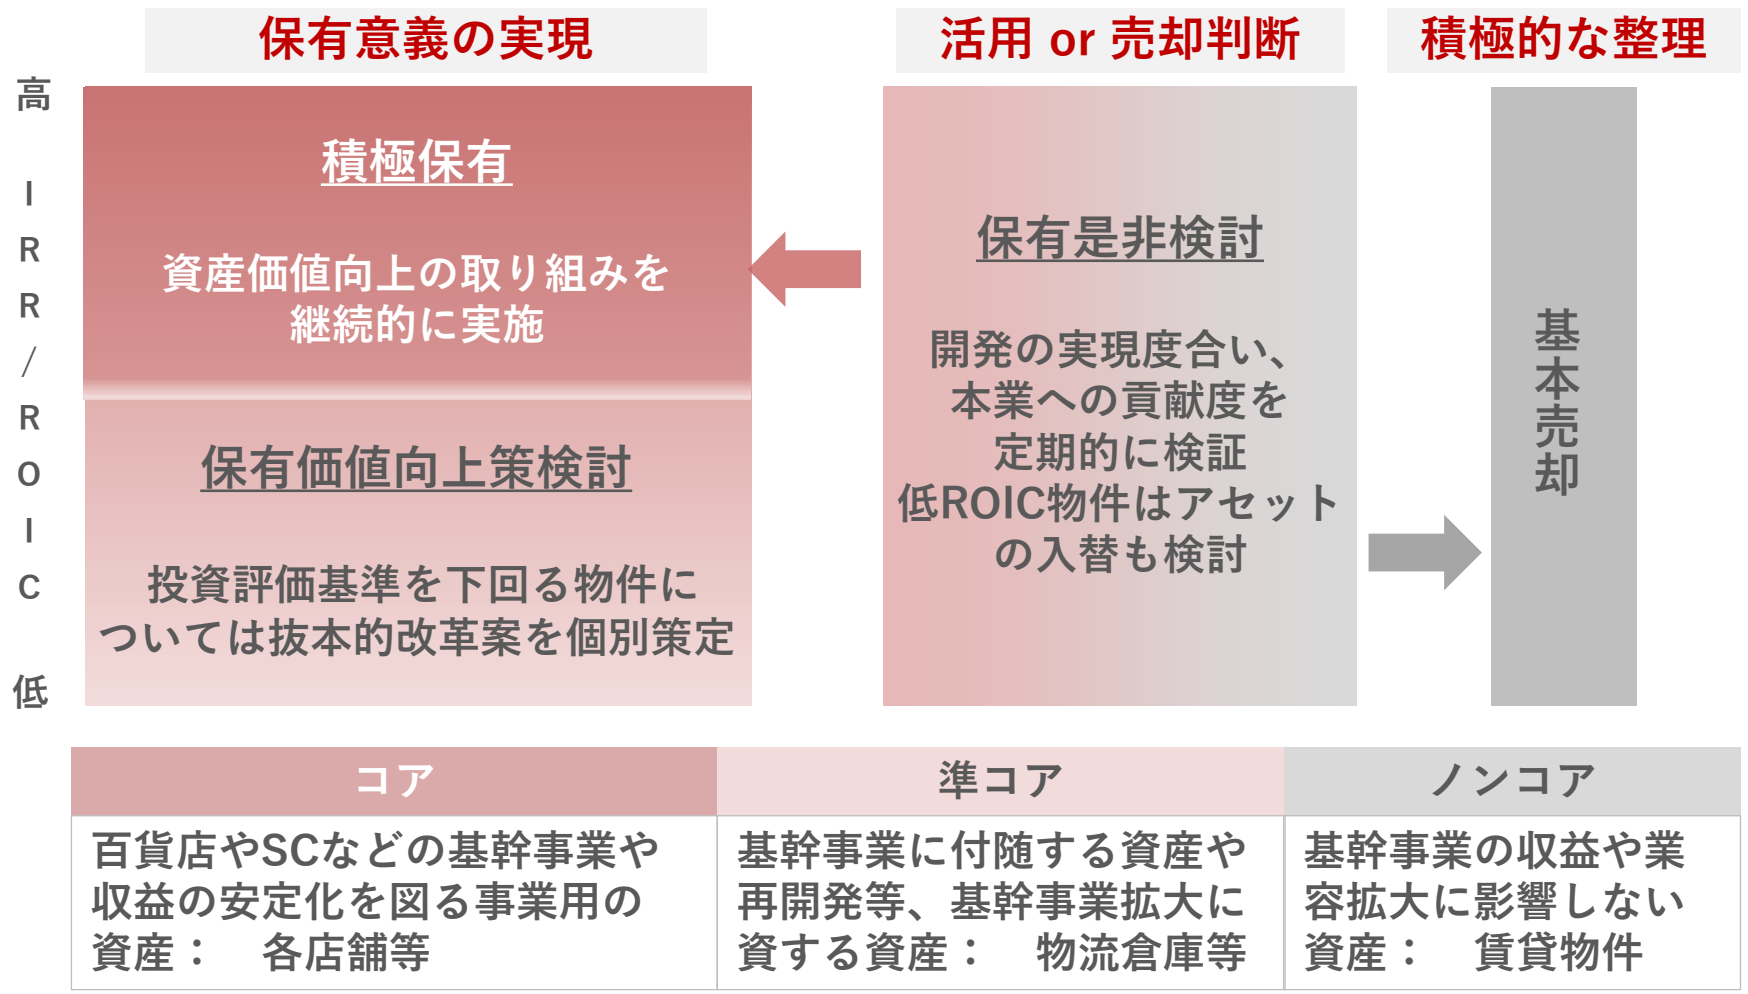 保有意義の実現
活用 or 売却判断
積極的な整理
高
I
R
R
/
R
O
I
C
低
積極保有
資産価値向上の取り組みを
継続的に実施
保有価値向上策検討
投資評価基準を下回る物件に
ついては抜本的改革案を個別策定
保有是非検討
開発の実現度合い、
本業への貢献度を
定期的に検証
低ROIC物件はアセット
の入替も検討
基本売却
コア
準コア
ノンコア
百貨店やSCなどの基幹事業や
収益の安定化を図る事業用の
資産： 各店舗等
基幹事業に付随する資産や
再開発等、基幹事業拡大に
資する資産： 物流倉庫等
基幹事業の収益や業
容拡大に影響しない
資産： 賃貸物件